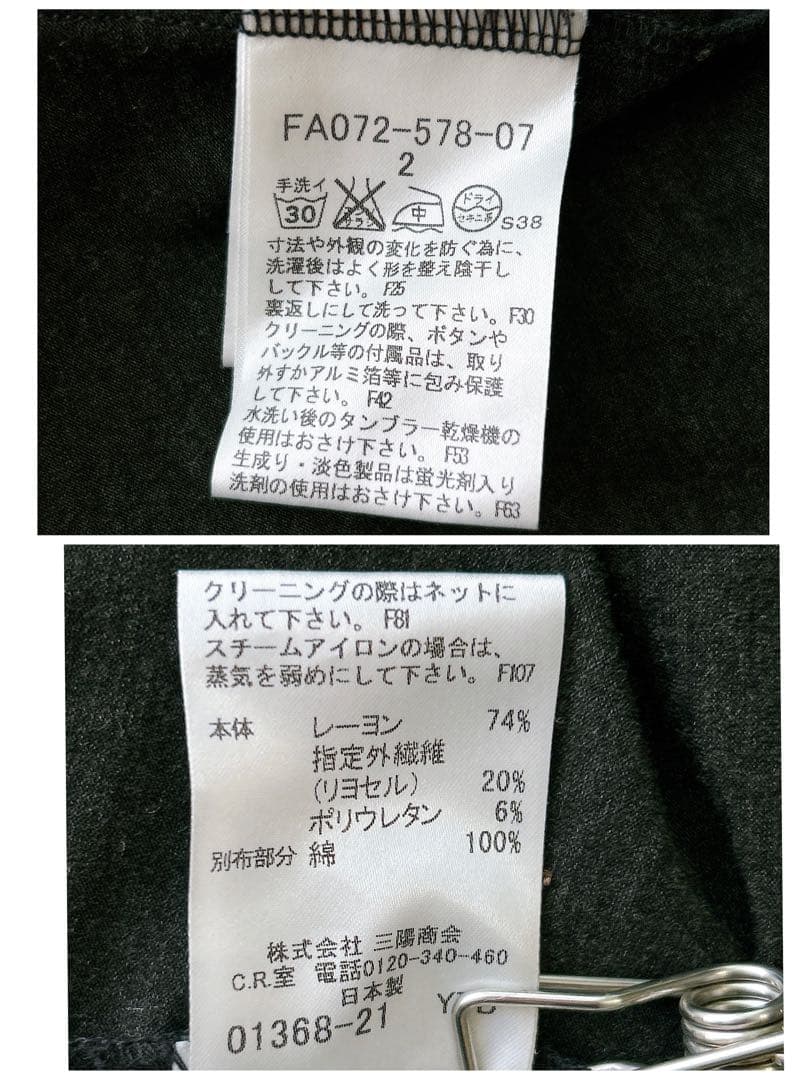 FA072-578-07
2
手洗イ
30
エンソ
サラシ
中
ドライ
セキユ系
S38
寸法や外観の変化を防ぐ為に、
洗濯後はよく形を整え陰干し
して下さい。 F25
裏返しにして洗って下さい。 F30
クリーニングの際、ボタンや
バックル等の付属品は、取り
外すかアルミ箔等に包み保護
して下さい。 F42
水洗い後のタンブラー乾燥機の
使用はおさけ下さい。 F53
生成り・淡色製品は蛍光剤入り
洗剤の使用はおさけ下さい。 F63
クリーニングの際はネットに
入れて下さい。 F81
スチームアイロンの場合は、
蒸気を弱めにして下さい。 F107
本体 レーヨン 74%
指定外繊維
(リヨセル) 20%
ポリウレタン 6%
別布部分 綿 100%
株式会社 三陽商会
C.R.室 電話0120-340-460
日本製
01368-21